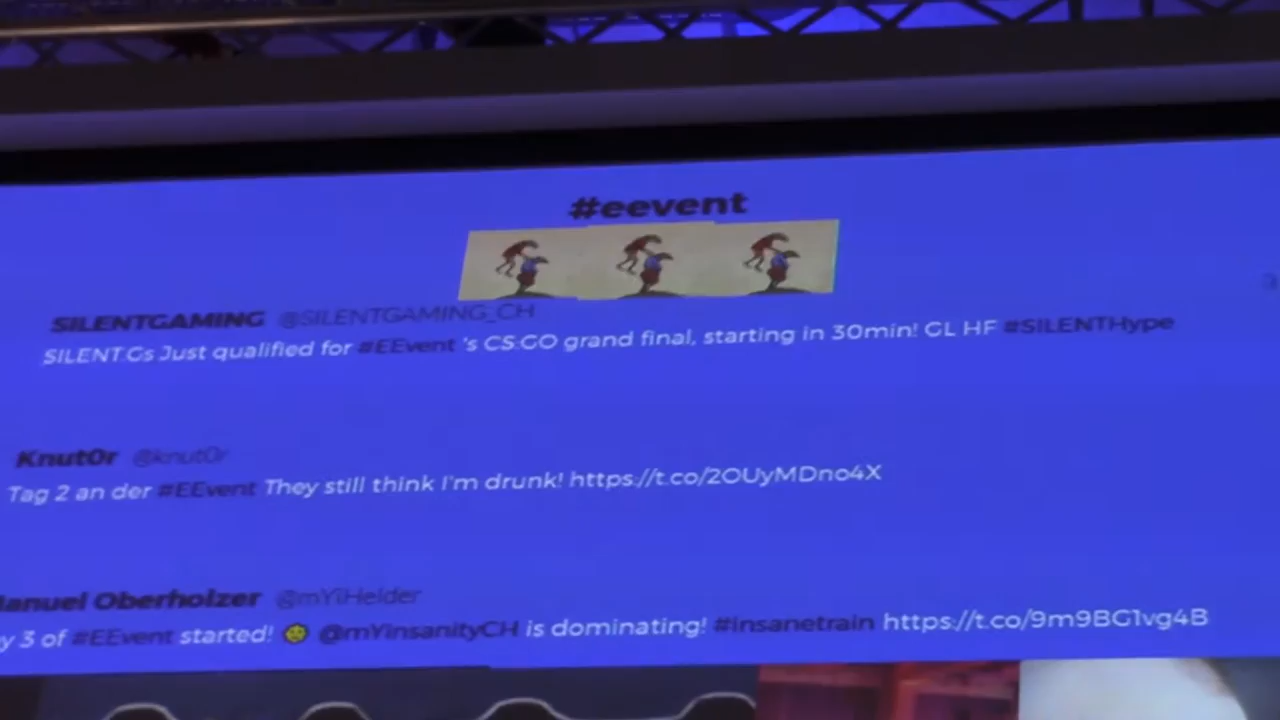 #eevent
SILENTGAMING @SILENTGAMING_CH
SILENT.Gs Just qualified for #EEvent 's CS:GO grand final, starting in 30min! GL HF #SILENTHype
Knut0r @knut0r
Tag 2 an der #EEvent They still think I'm drunk! https://t.co/2OUyMDno4X
Manuel Oberholzer @mYiHelder
y 3 of #EEvent started! @mYinsanityCH is dominating! #insanetrain https://t.co/9m9BG1vg4B